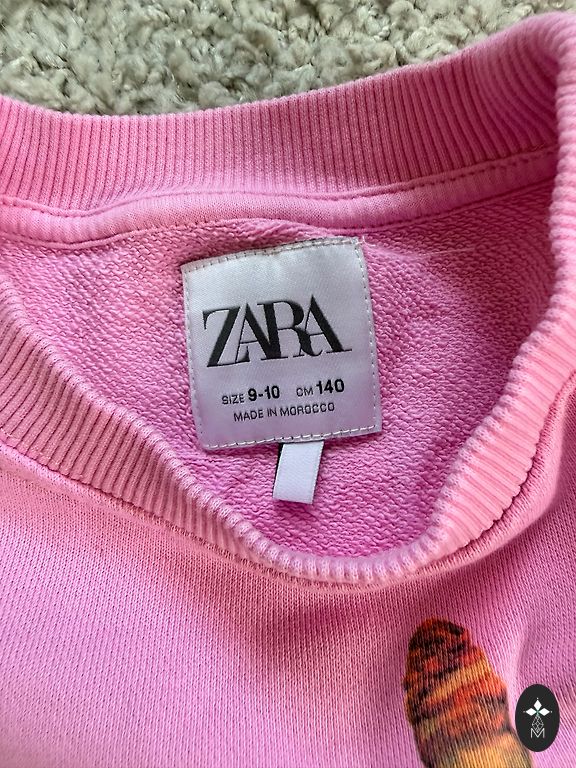 ZARA
SIZE 9-10 CM 140
MADE IN MOROCCO
M